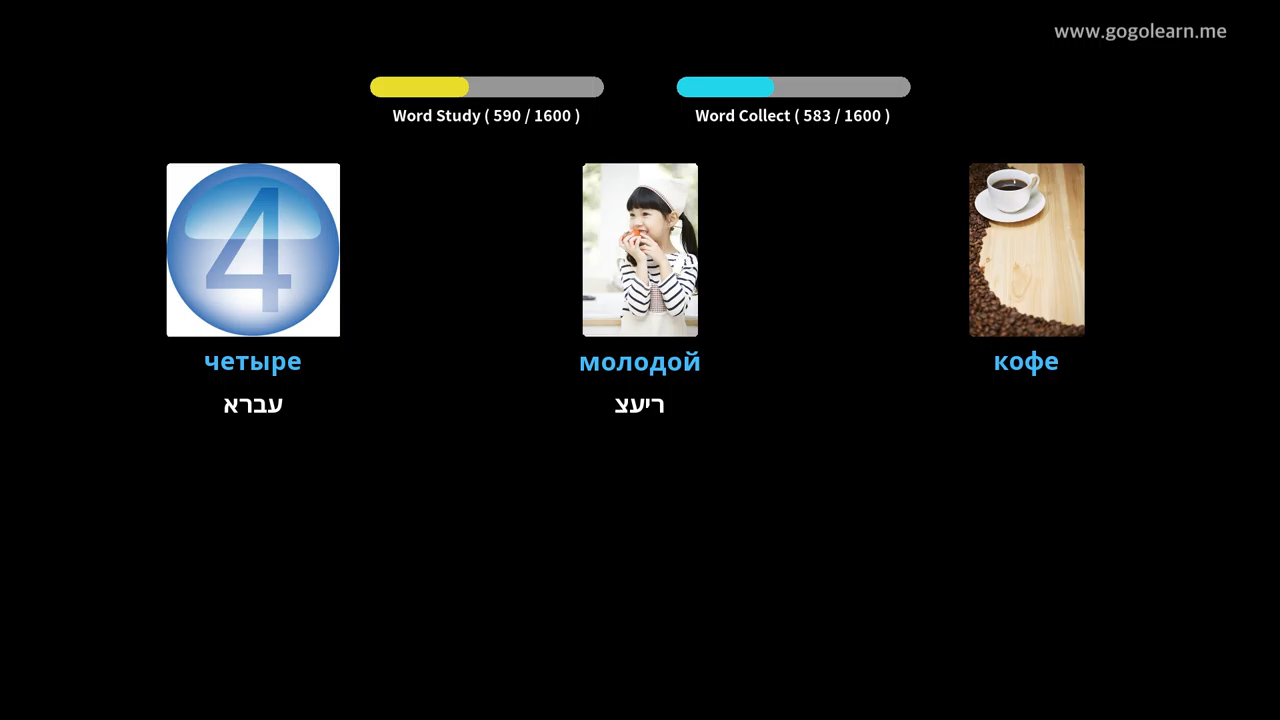 www.gogolearn.me
Word Study ( 590 / 1600 )
Word Collect ( 583 / 1600 )
четыре
молодой
кофе
עברא
ריעצ